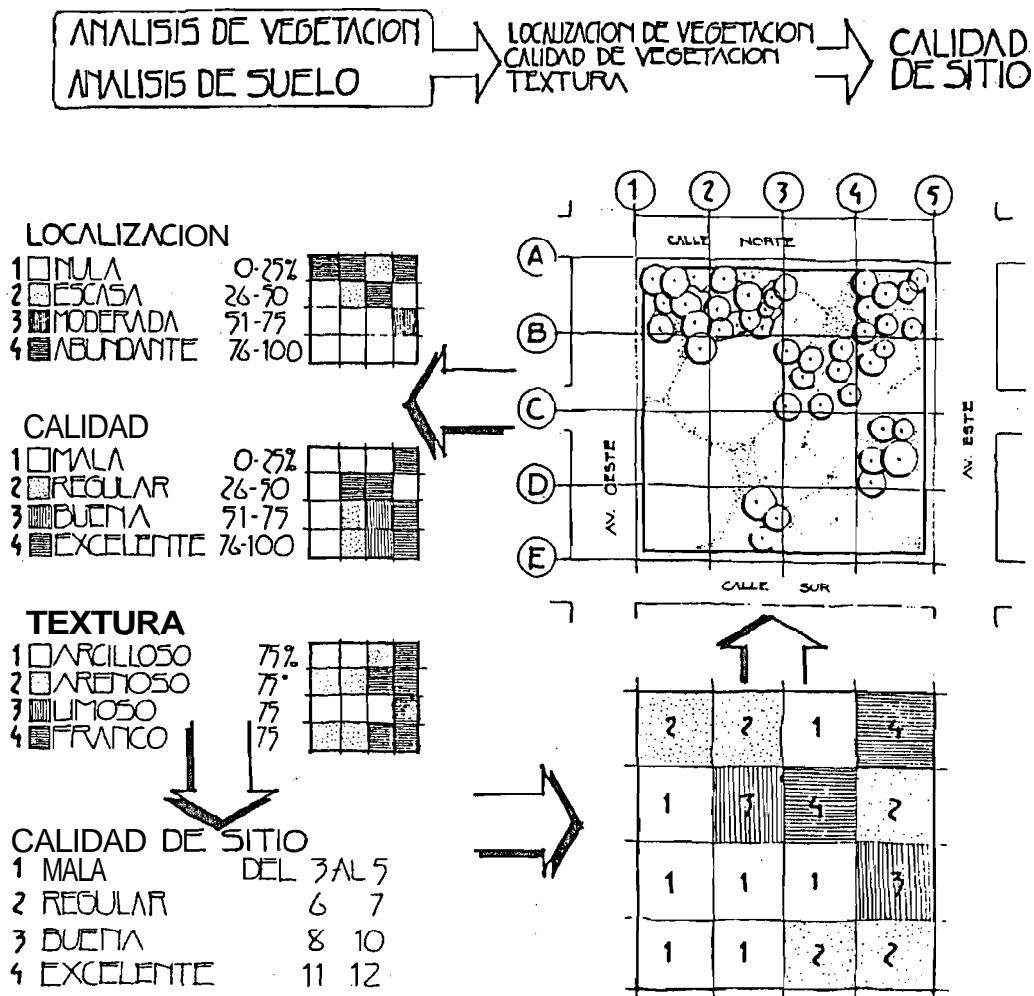 ANALISIS DE VEGETACION
ANALISIS DE SUELO
LOCALIZACION DE VEGETACION
CALIDAD DE VEGETACION
TEXTURA
CALIDAD
DE SITIO
LOCALIZACION
1 NULA 0-25%
2 ESCASA 26-50
3 MODERADA 51-75
4 ABUNDANTE 76-100
CALIDAD
1 MALA 0-25%
2 REGULAR 26-50
3 BUENA 51-75
4 EXCELENTE 76-100
TEXTURA
1 ARCILLOSO 75%
2 ARENOSO 75°
3 LIMOSO 75
4 FRANCO 75
CALIDAD DE SITIO
1 MALA DEL 3 AL 5
2 REGULAR 6 7
3 BUENA 8 10
4 EXCELENTE 11 12
1 2 3 4 5
CALLE NORTE
A
B
C
D
E
AV. OESTE
AV. ESTE
CALLE SUR
2 2 1 4
1 3 4 2
1 1 1 3
1 1 2 2